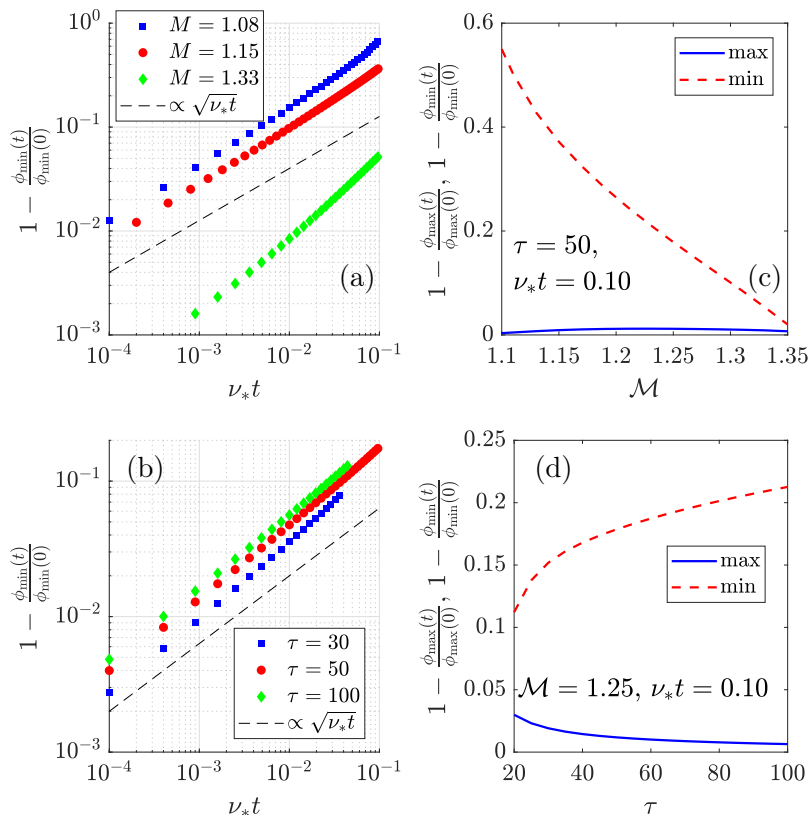 10^0
10^{-1}
10^{-2}
10^{-3}
1 − ϕ_min(t)/ϕ_min(0)
M = 1.08
M = 1.15
M = 1.33
∝ √ν_*t
(a)
10^{-4} 10^{-3} 10^{-2} 10^{-1}
ν_*t
0.6
0.4
0.2
0
1 − ϕ_max(t)/ϕ_max(0), 1 − ϕ_min(t)/ϕ_min(0)
max
min
τ = 50,
ν_*t = 0.10
(c)
1.1 1.15 1.2 1.25 1.3 1.35
ℳ
10^{-1}
10^{-2}
10^{-3}
1 − ϕ_min(t)/ϕ_min(0)
(b)
τ = 30
τ = 50
τ = 100
∝ √ν_*t
10^{-4} 10^{-3} 10^{-2} 10^{-1}
ν_*t
0.25
0.2
0.15
0.1
0.05
0
1 − ϕ_max(t)/ϕ_max(0), 1 − ϕ_min(t)/ϕ_min(0)
(d)
max
min
ℳ = 1.25, ν_*t = 0.10
20 40 60 80 100
τ